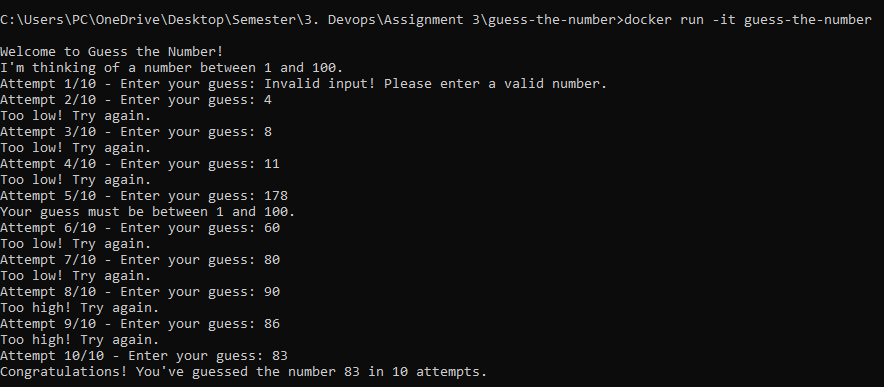 C:\Users\PC\OneDrive\Desktop\Semester\3. Devops\Assignment 3\guess-the-number>docker run -it guess-the-number
Welcome to Guess the Number!
I'm thinking of a number between 1 and 100.
Attempt 1/10 - Enter your guess: Invalid input! Please enter a valid number.
Attempt 2/10 - Enter your guess: 4
Too low! Try again.
Attempt 3/10 - Enter your guess: 8
Too low! Try again.
Attempt 4/10 - Enter your guess: 11
Too low! Try again.
Attempt 5/10 - Enter your guess: 178
Your guess must be between 1 and 100.
Attempt 6/10 - Enter your guess: 60
Too low! Try again.
Attempt 7/10 - Enter your guess: 80
Too low! Try again.
Attempt 8/10 - Enter your guess: 90
Too high! Try again.
Attempt 9/10 - Enter your guess: 86
Too high! Try again.
Attempt 10/10 - Enter your guess: 83
Congratulations! You've guessed the number 83 in 10 attempts.